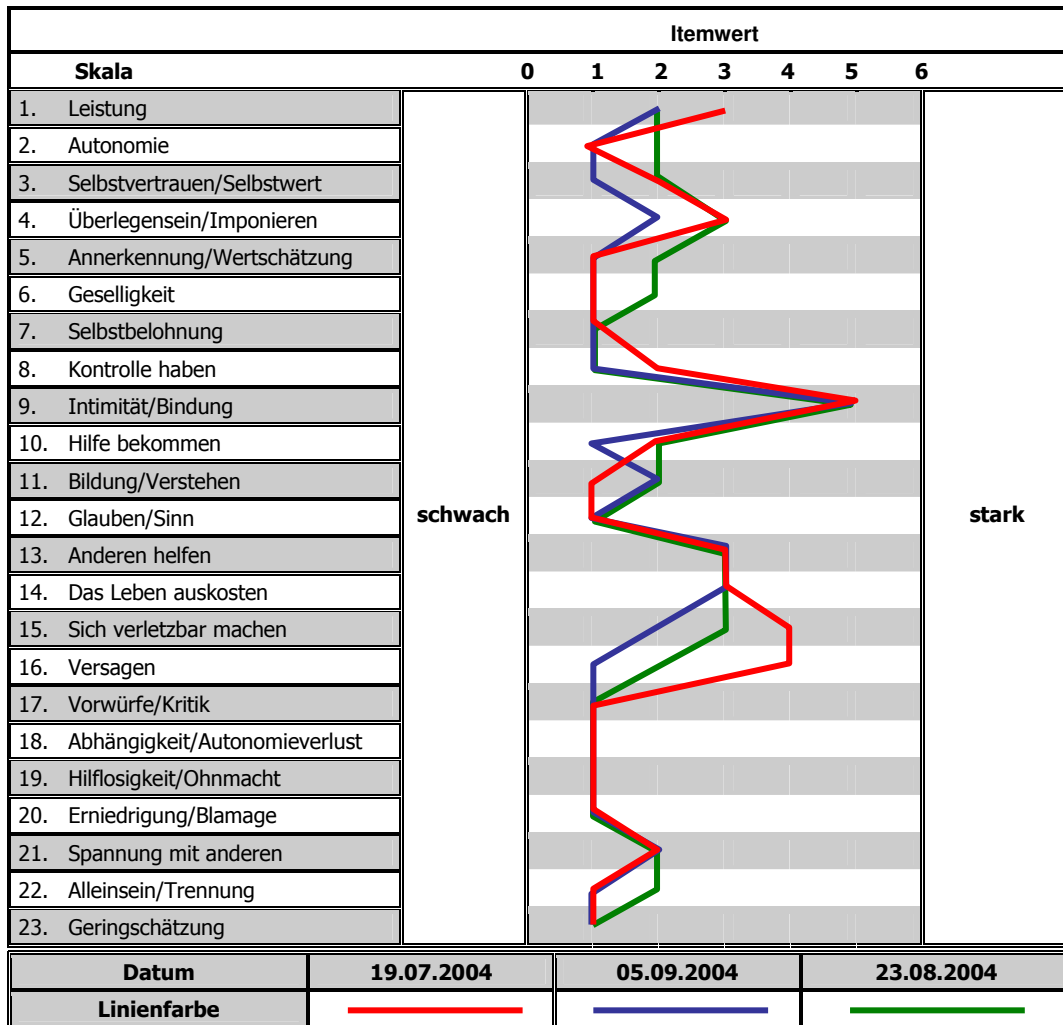 Itemwert
Skala 0 1 2 3 4 5 6
1. Leistung
2. Autonomie
3. Selbstvertrauen/Selbstwert
4. Überlegensein/Imponieren
5. Annerkennung/Wertschätzung
6. Geselligkeit
7. Selbstbelohnung
8. Kontrolle haben
9. Intimität/Bindung
10. Hilfe bekommen
11. Bildung/Verstehen
12. Glauben/Sinn schwach stark
13. Anderen helfen
14. Das Leben auskosten
15. Sich verletzbar machen
16. Versagen
17. Vorwürfe/Kritik
18. Abhängigkeit/Autonomieverlust
19. Hilflosigkeit/Ohnmacht
20. Erniedrigung/Blamage
21. Spannung mit anderen
22. Alleinsein/Trennung
23. Geringschätzung
Datum 19.07.2004 05.09.2004 23.08.2004
Linienfarbe